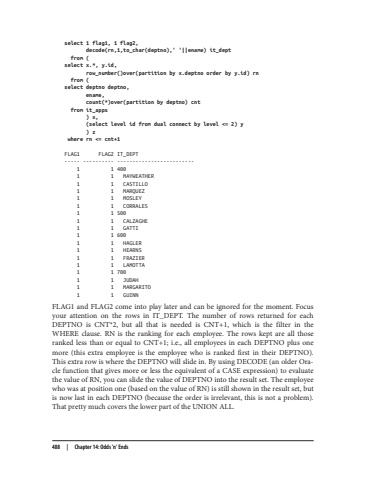 select 1 flag1, 1 flag2,
decode(rn,1,to_char(deptno),' '||ename) it_dept
from (
select x.*, y.id,
row_number()over(partition by x.deptno order by y.id) rn
from (
select deptno deptno,
ename,
count(*)over(partition by deptno) cnt
from it_apps
) x,
(select level id from dual connect by level <= 2) y
) z
where rn <= cnt+1
FLAG1 FLAG2 IT_DEPT
----- ---------- -------------------------
1 1 400
1 1 MAYWEATHER
1 1 CASTILLO
1 1 MARQUEZ
1 1 MOSLEY
1 1 CORRALES
1 1 500
1 1 CALZAGHE
1 1 GATTI
1 1 600
1 1 HAGLER
1 1 HEARNS
1 1 FRAZIER
1 1 LAMOTTA
1 1 700
1 1 JUDAH
1 1 MARGARITO
1 1 GUINN
FLAG1 and FLAG2 come into play later and can be ignored for the moment. Focus
your attention on the rows in IT_DEPT. The number of rows returned for each
DEPTNO is CNT*2, but all that is needed is CNT+1, which is the filter in the
WHERE clause. RN is the ranking for each employee. The rows kept are all those
ranked less than or equal to CNT+1; i.e., all employees in each DEPTNO plus one
more (this extra employee is the employee who is ranked first in their DEPTNO).
This extra row is where the DEPTNO will slide in. By using DECODE (an older Ora-
cle function that gives more or less the equivalent of a CASE expression) to evaluate
the value of RN, you can slide the value of DEPTNO into the result set. The employee
who was at position one (based on the value of RN) is still shown in the result set, but
is now last in each DEPTNO (because the order is irrelevant, this is not a problem).
That pretty much covers the lower part of the UNION ALL.
488 | Chapter 14: Odds 'n' Ends